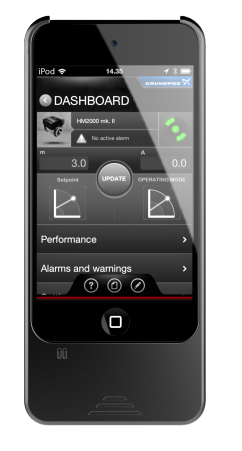 iPod 14.35
GRUNDFOS
DASHBOARD
HM2000 mk. II
No active alarm
m A
3.0 0.0
UPDATE
Setpoint OPERATING MODE
Performance
Alarms and warnings
?